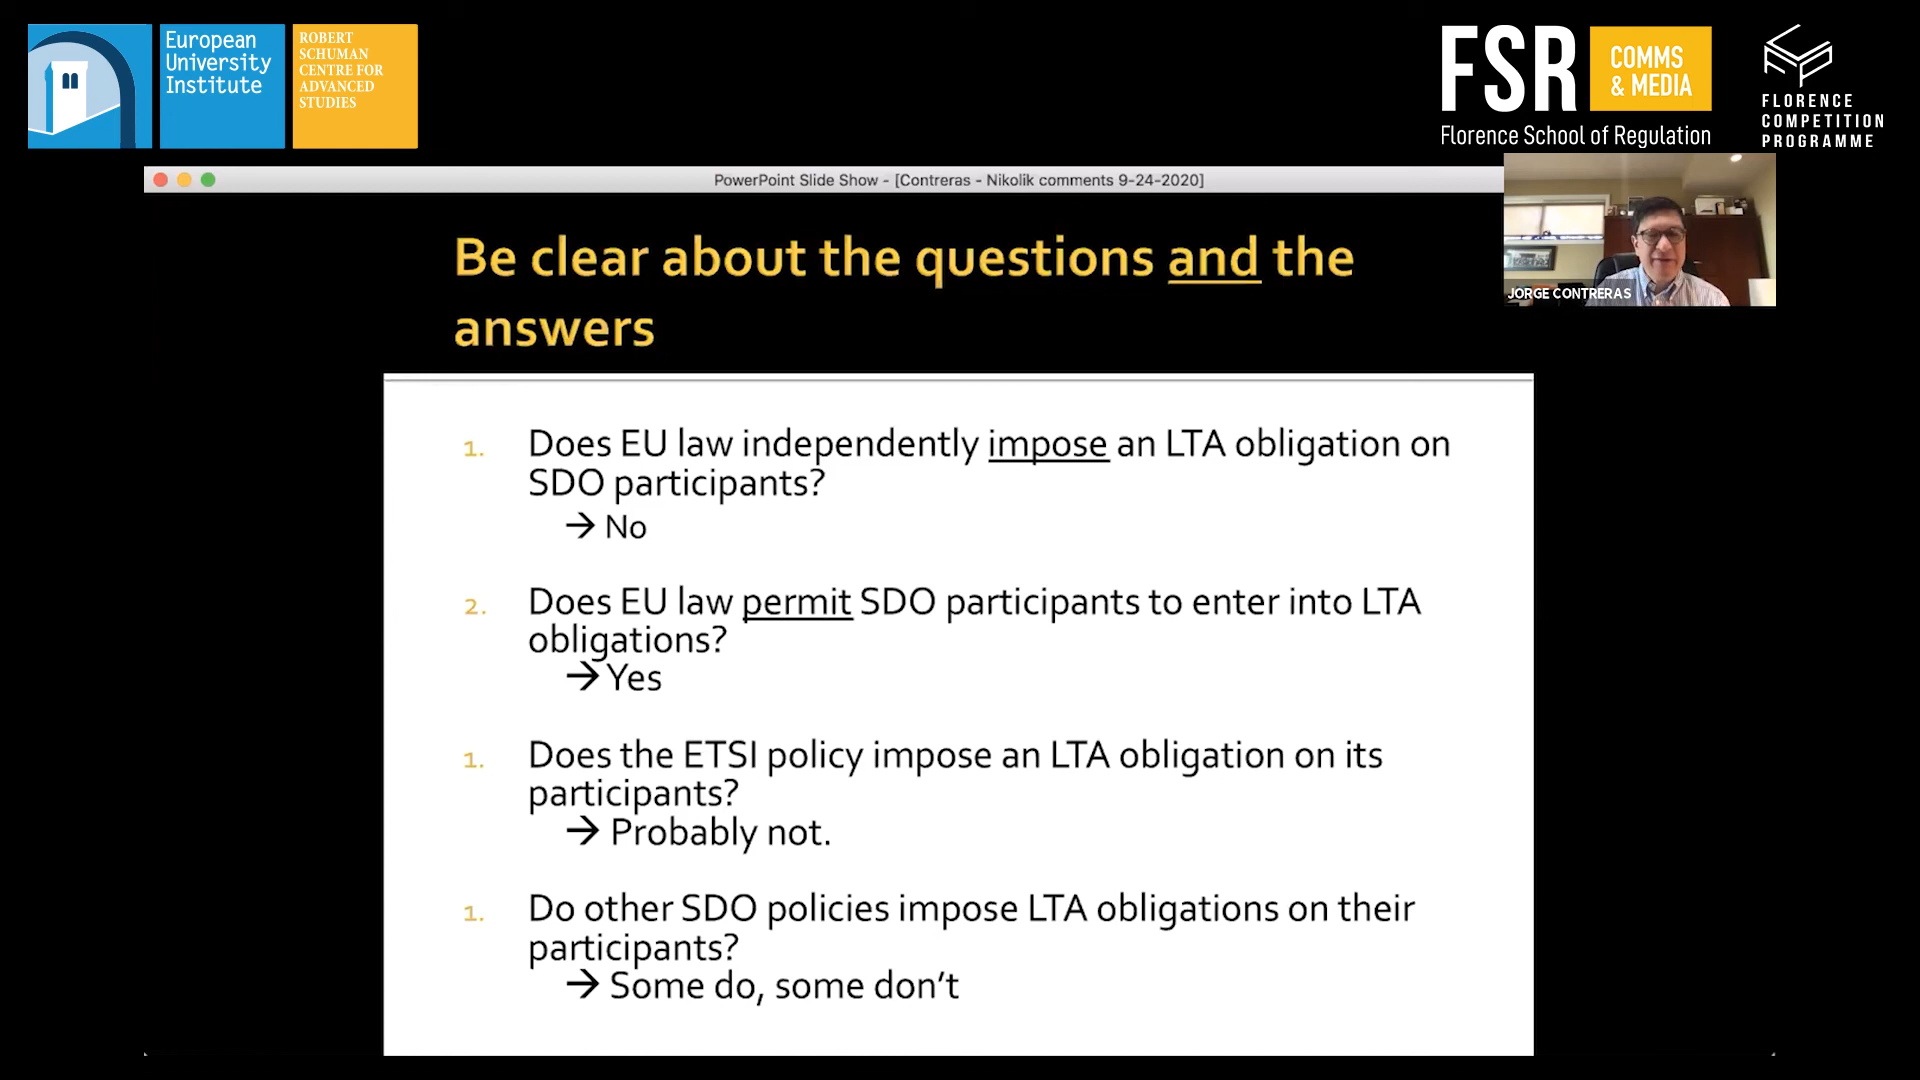 European
University
Institute
ROBERT
SCHUMAN
CENTRE FOR
ADVANCED
STUDIES
FSR
COMMS
& MEDIA
Florence School of Regulation
FLORENCE
COMPETITION
PROGRAMME
PowerPoint Slide Show - [Contreras - Nikolik comments 9-24-2020]
JORGE CONTRERAS
Be clear about the questions and the
answers
1. Does EU law independently impose an LTA obligation on
SDO participants?
→ No
2. Does EU law permit SDO participants to enter into LTA
obligations?
→ Yes
1. Does the ETSI policy impose an LTA obligation on its
participants?
→ Probably not.
1. Do other SDO policies impose LTA obligations on their
participants?
→ Some do, some don’t